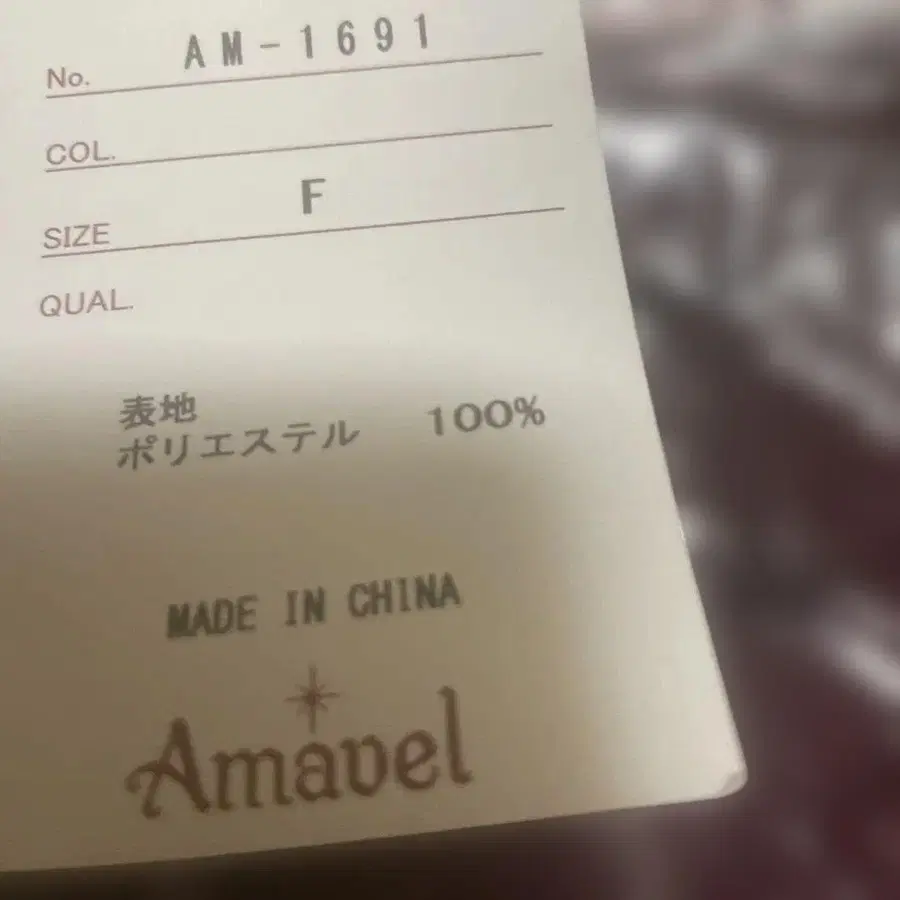 No. AM-1691
COL.
SIZE F
QUAL.
表地
ポリエステル 100%
MADE IN CHINA
Amavel